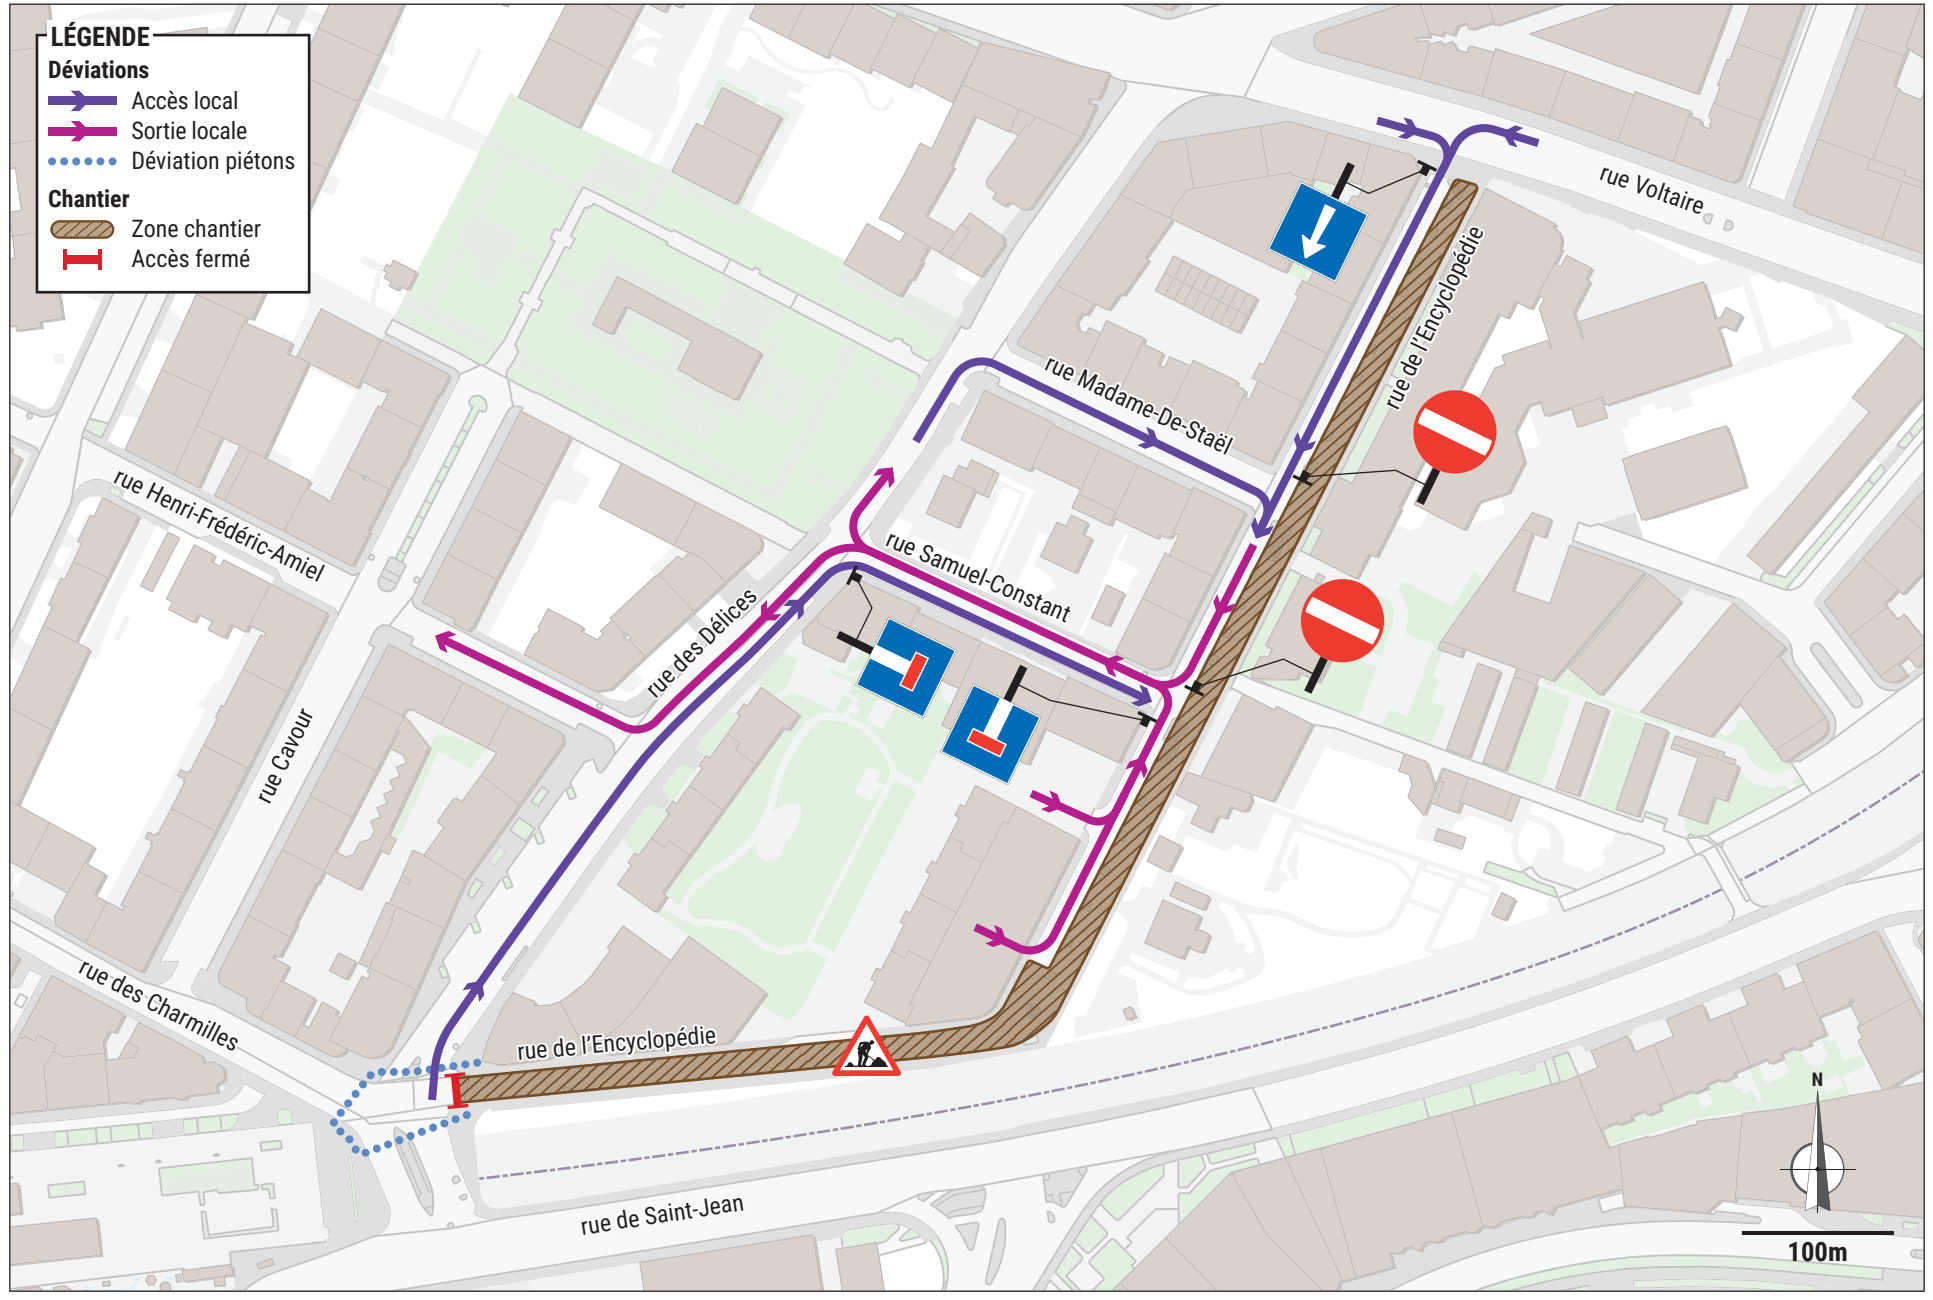 LÉGENDE
Déviations
Accès local
Sortie locale
Déviation piétons
Chantier
Zone chantier
Accès fermé
rue Voltaire
rue de l'Encyclopédie
rue Madame-De-Staël
rue Henri-Frédéric-Amiel
rue Samuel-Constant
rue des Délices
rue Cavour
rue des Charmilles
rue de l'Encyclopédie
rue de Saint-Jean
N
100m